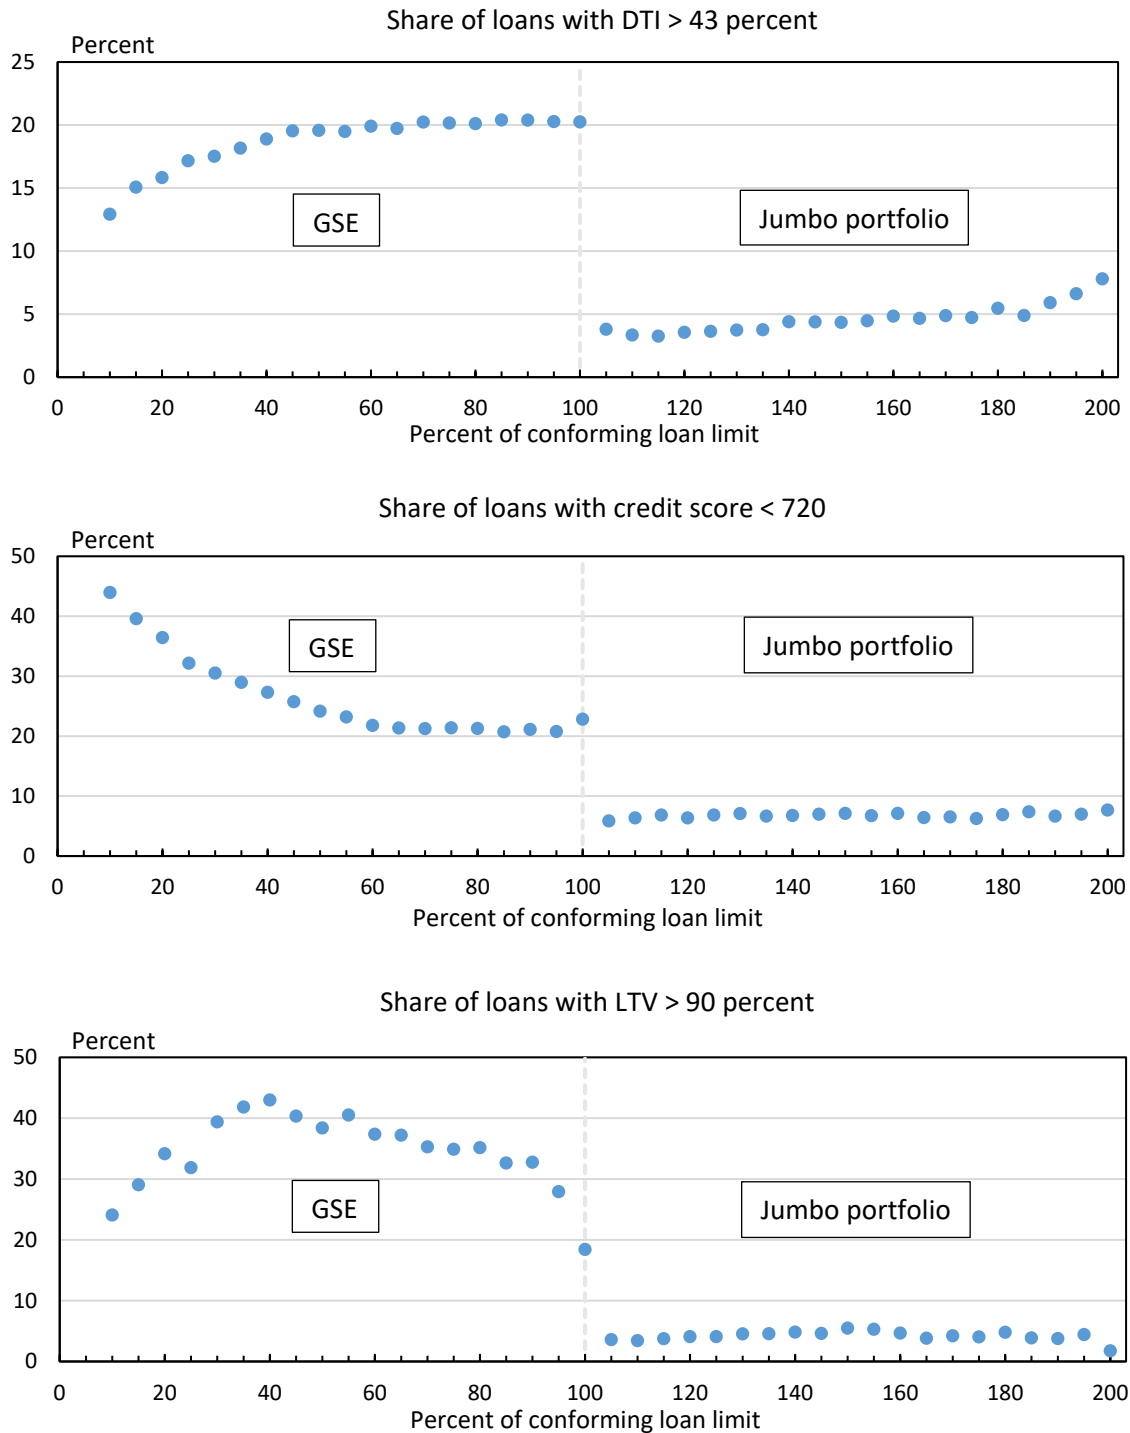 Share of loans with DTI > 43 percent
Percent
25
20
15
10
5
0
GSE
Jumbo portfolio
0 20 40 60 80 100 120 140 160 180 200
Percent of conforming loan limit
Share of loans with credit score < 720
Percent
50
40
30
20
10
0
GSE
Jumbo portfolio
0 20 40 60 80 100 120 140 160 180 200
Percent of conforming loan limit
Share of loans with LTV > 90 percent
Percent
50
40
30
20
10
0
GSE
Jumbo portfolio
0 20 40 60 80 100 120 140 160 180 200
Percent of conforming loan limit